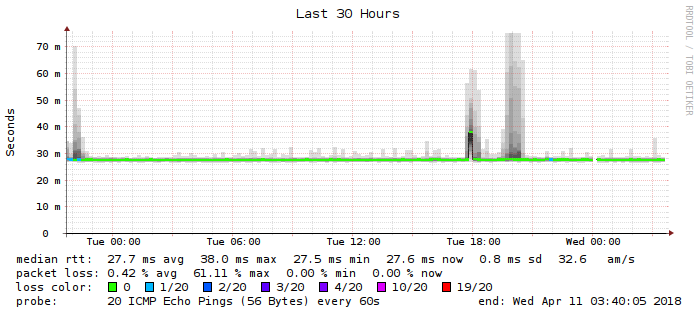 Last 30 Hours
RRDTOOL / TOBI OETIKER
Seconds
70 m
60 m
50 m
40 m
30 m
20 m
10 m
0
Tue 00:00 Tue 06:00 Tue 12:00 Tue 18:00 Wed 00:00
median rtt: 27.7 ms avg 38.0 ms max 27.5 ms min 27.6 ms now 0.8 ms sd 32.6 am/s
packet loss: 0.42 % avg 61.11 % max 0.00 % min 0.00 % now
loss color: 0 1/20 2/20 3/20 4/20 10/20 19/20
probe: 20 ICMP Echo Pings (56 Bytes) every 60s end: Wed Apr 11 03:40:05 2018